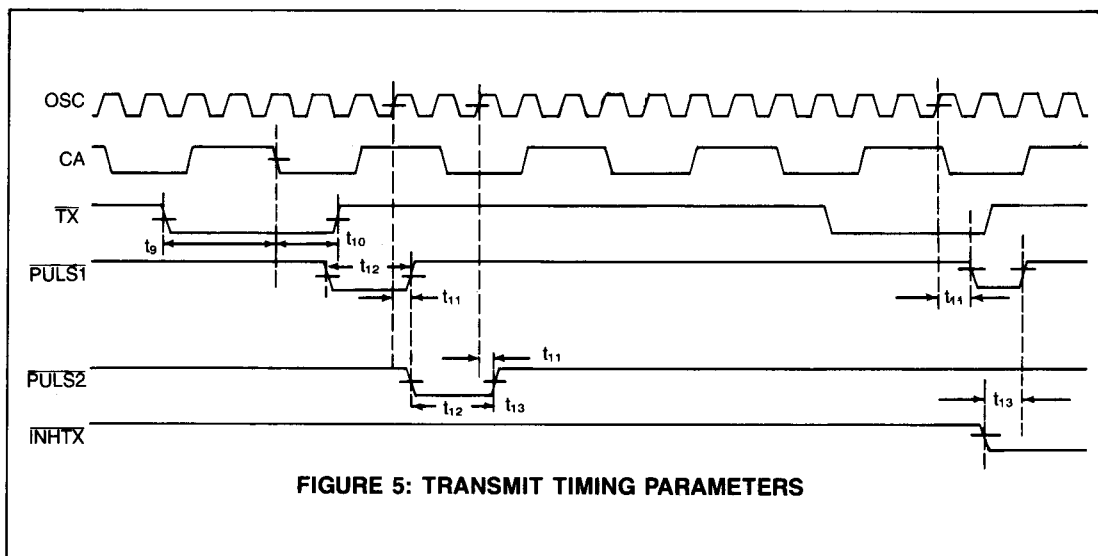 OSC
CA
TX
t9
t10
PULS1
t12
t11
t11
PULS2
t11
t12
t13
INHTX
t13
FIGURE 5: TRANSMIT TIMING PARAMETERS